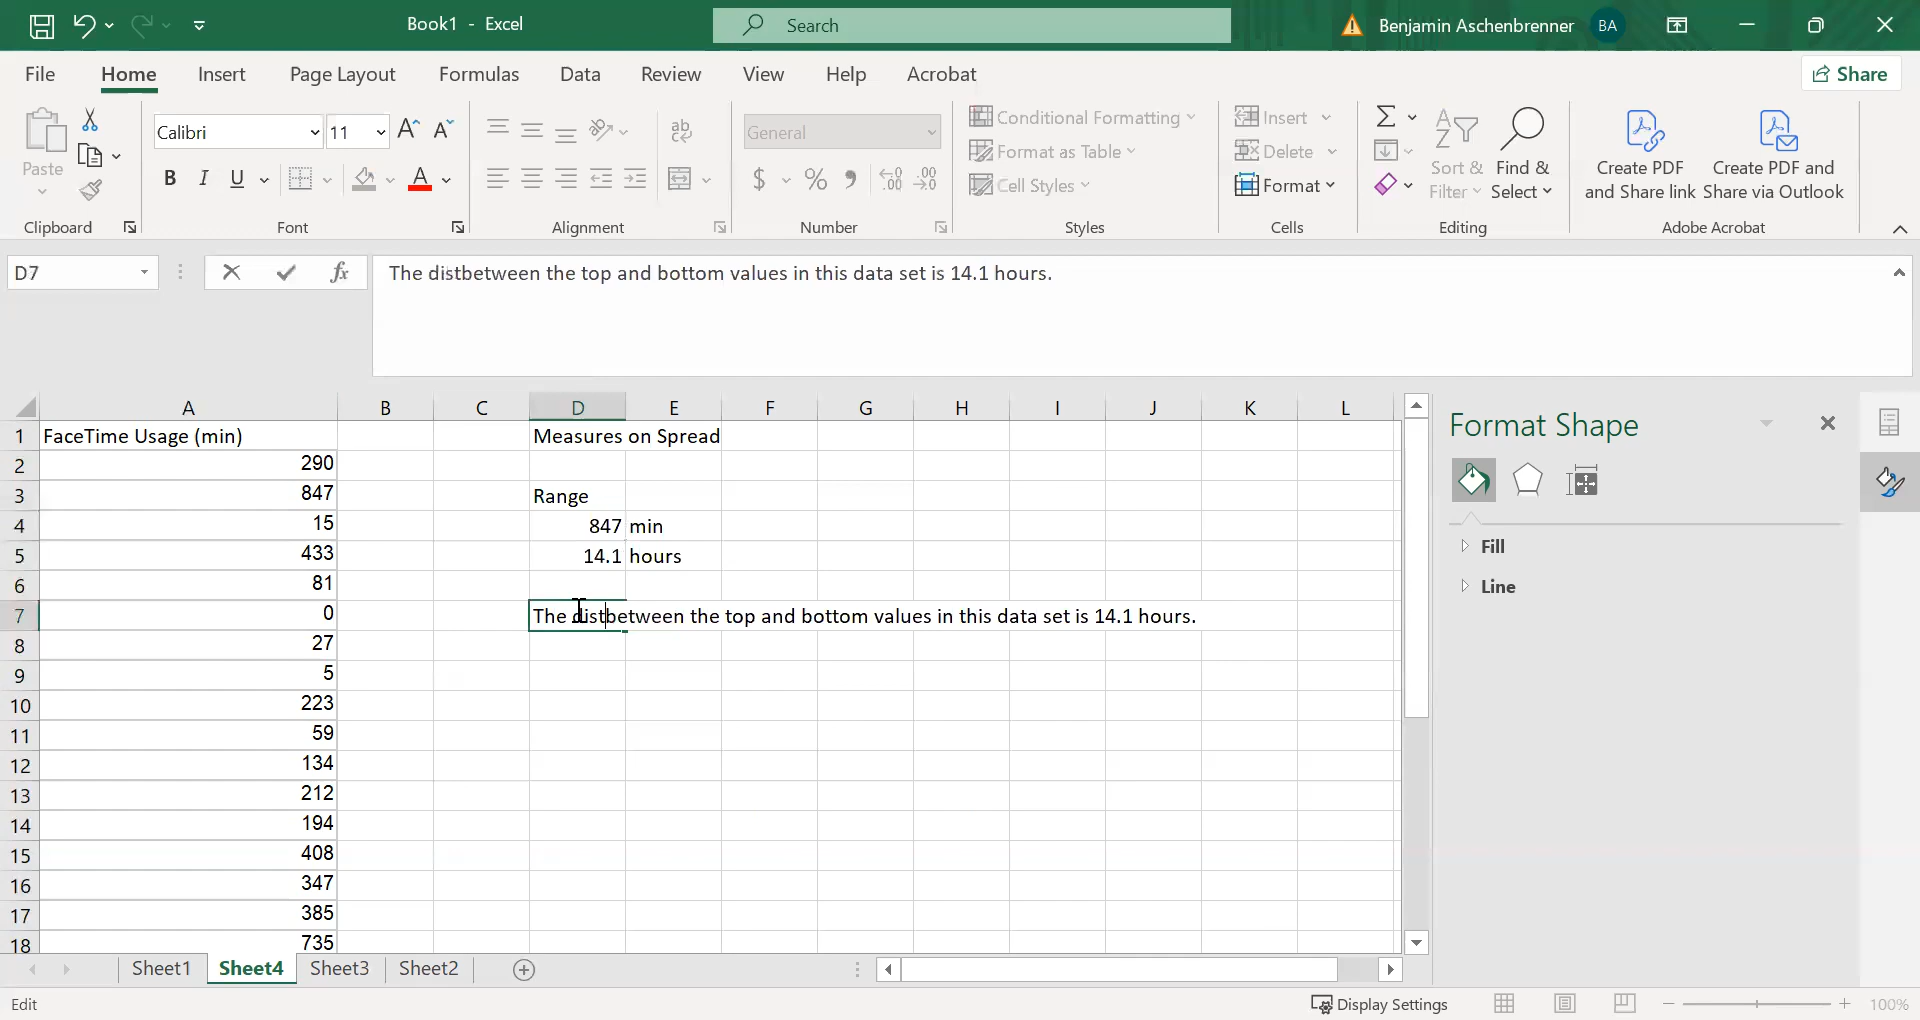 Book1 - Excel
Search
Benjamin Aschenbrenner
BA
File Home Insert Page Layout Formulas Data Review View Help Acrobat
Share
Paste
Calibri
11
B I U
A
ab
General
$ % 9
Conditional Formatting
Format as Table
Cell Styles
Insert
Delete
Format
Sort & Filter
Find & Select
Create PDF and Share link
Create PDF and Share via Outlook
Clipboard Font Alignment Number Styles Cells Editing Adobe Acrobat
D7
fx
The distbetween the top and bottom values in this data set is 14.1 hours.
A B C D E F G H I J K L
1 FaceTime Usage (min) Measures on Spread
2 290
3 847 Range
4 15 847 min
5 433 14.1 hours
6 81
7 0 The distbetween the top and bottom values in this data set is 14.1 hours.
8 27
9 5
10 223
11 59
12 134
13 212
14 194
15 408
16 347
17 385
18 735
Format Shape
Fill
Line
Sheet1 Sheet4 Sheet3 Sheet2
Edit
Display Settings
100%